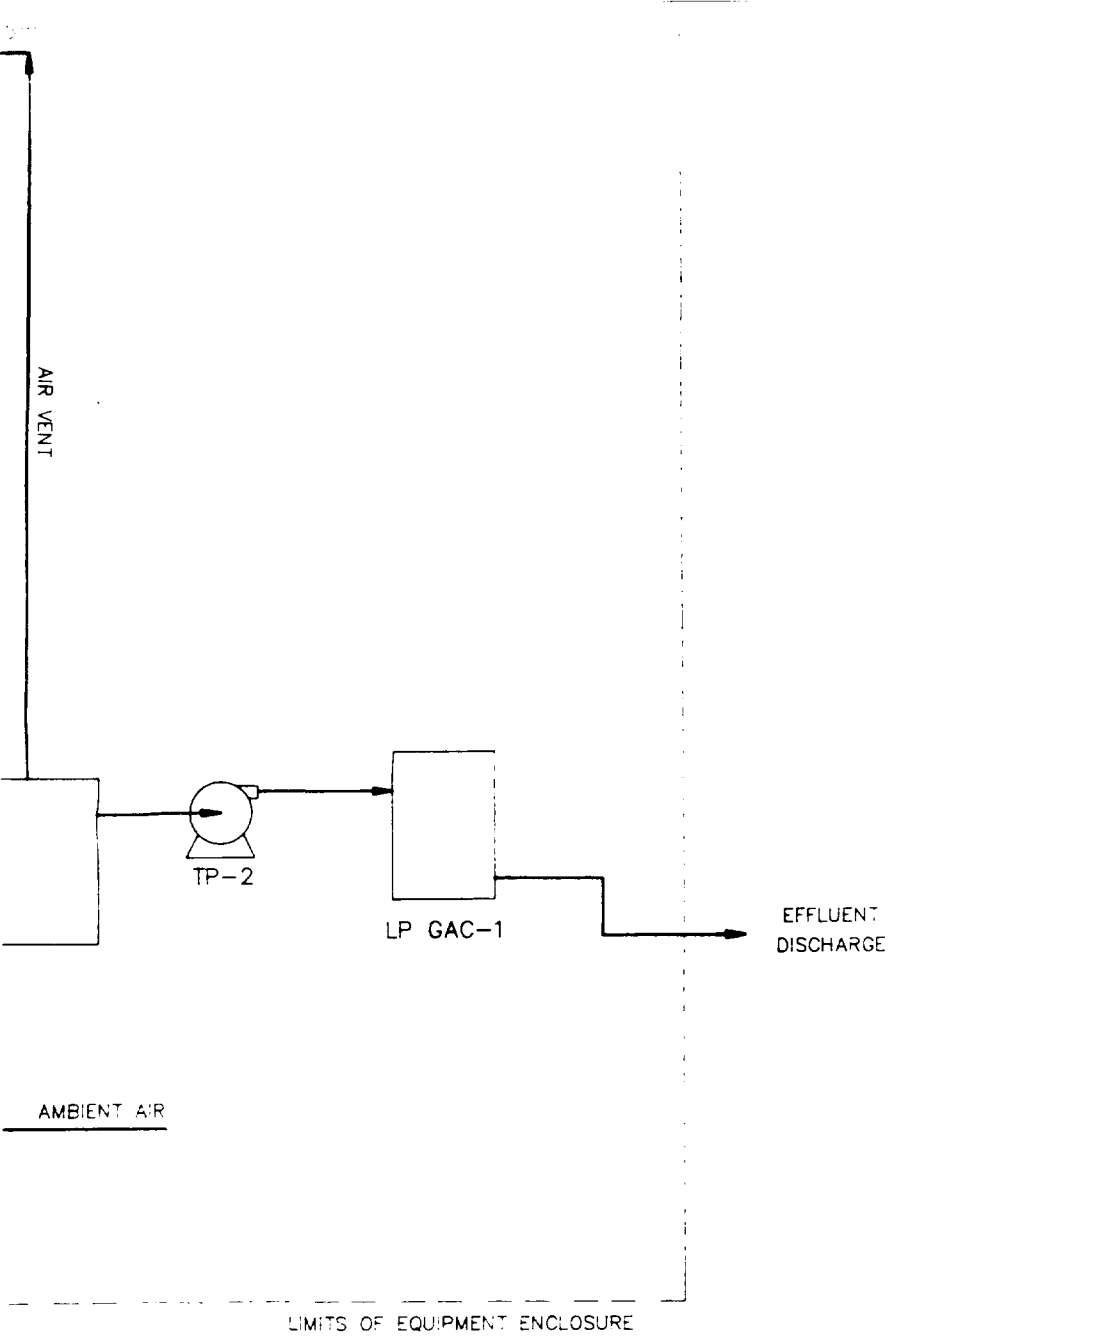 AIR VENT
TP-2
LP GAC-1
EFFLUENT
DISCHARGE
AMBIENT AIR
LIMITS OF EQUIPMENT ENCLOSURE